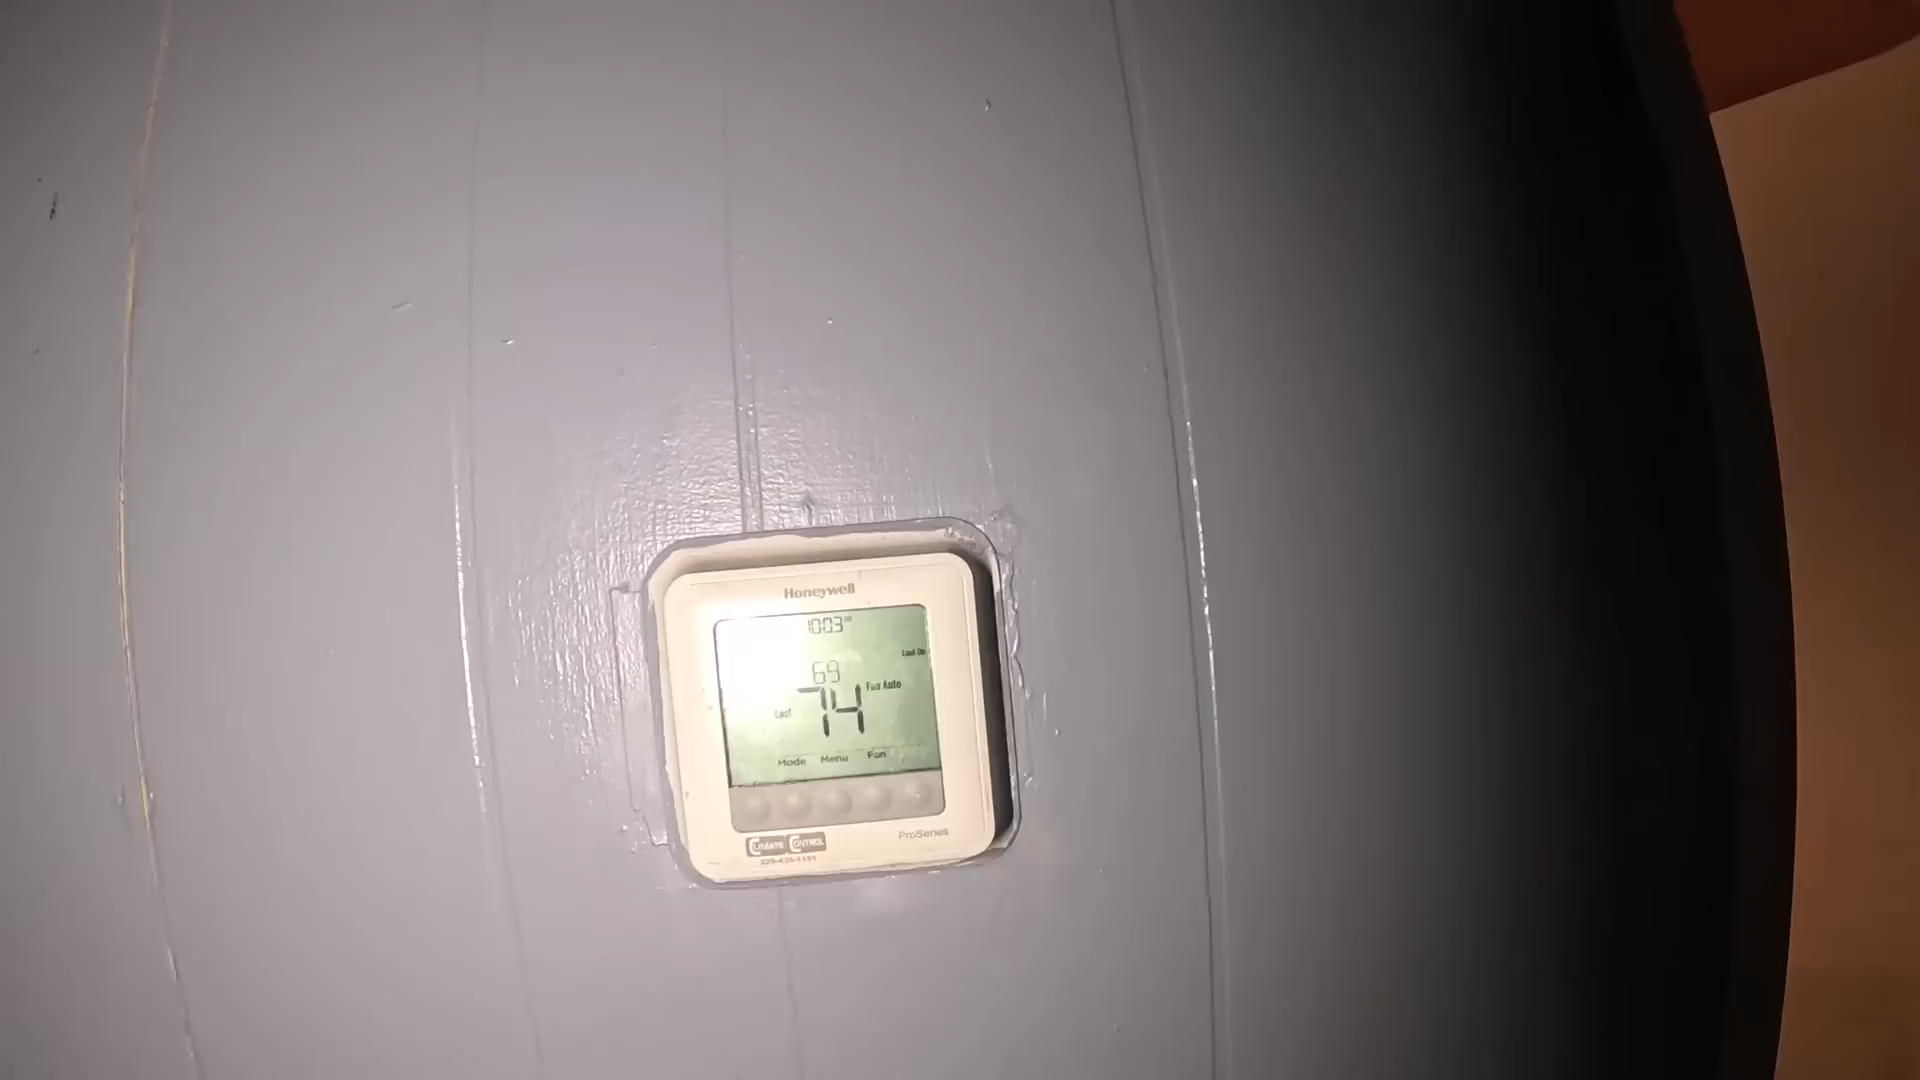 Honeywell
10:03
Cool On
69
Fan Auto
Cool 74
Mode Menu Fan
ProSeries
CLIMATE CONTROL